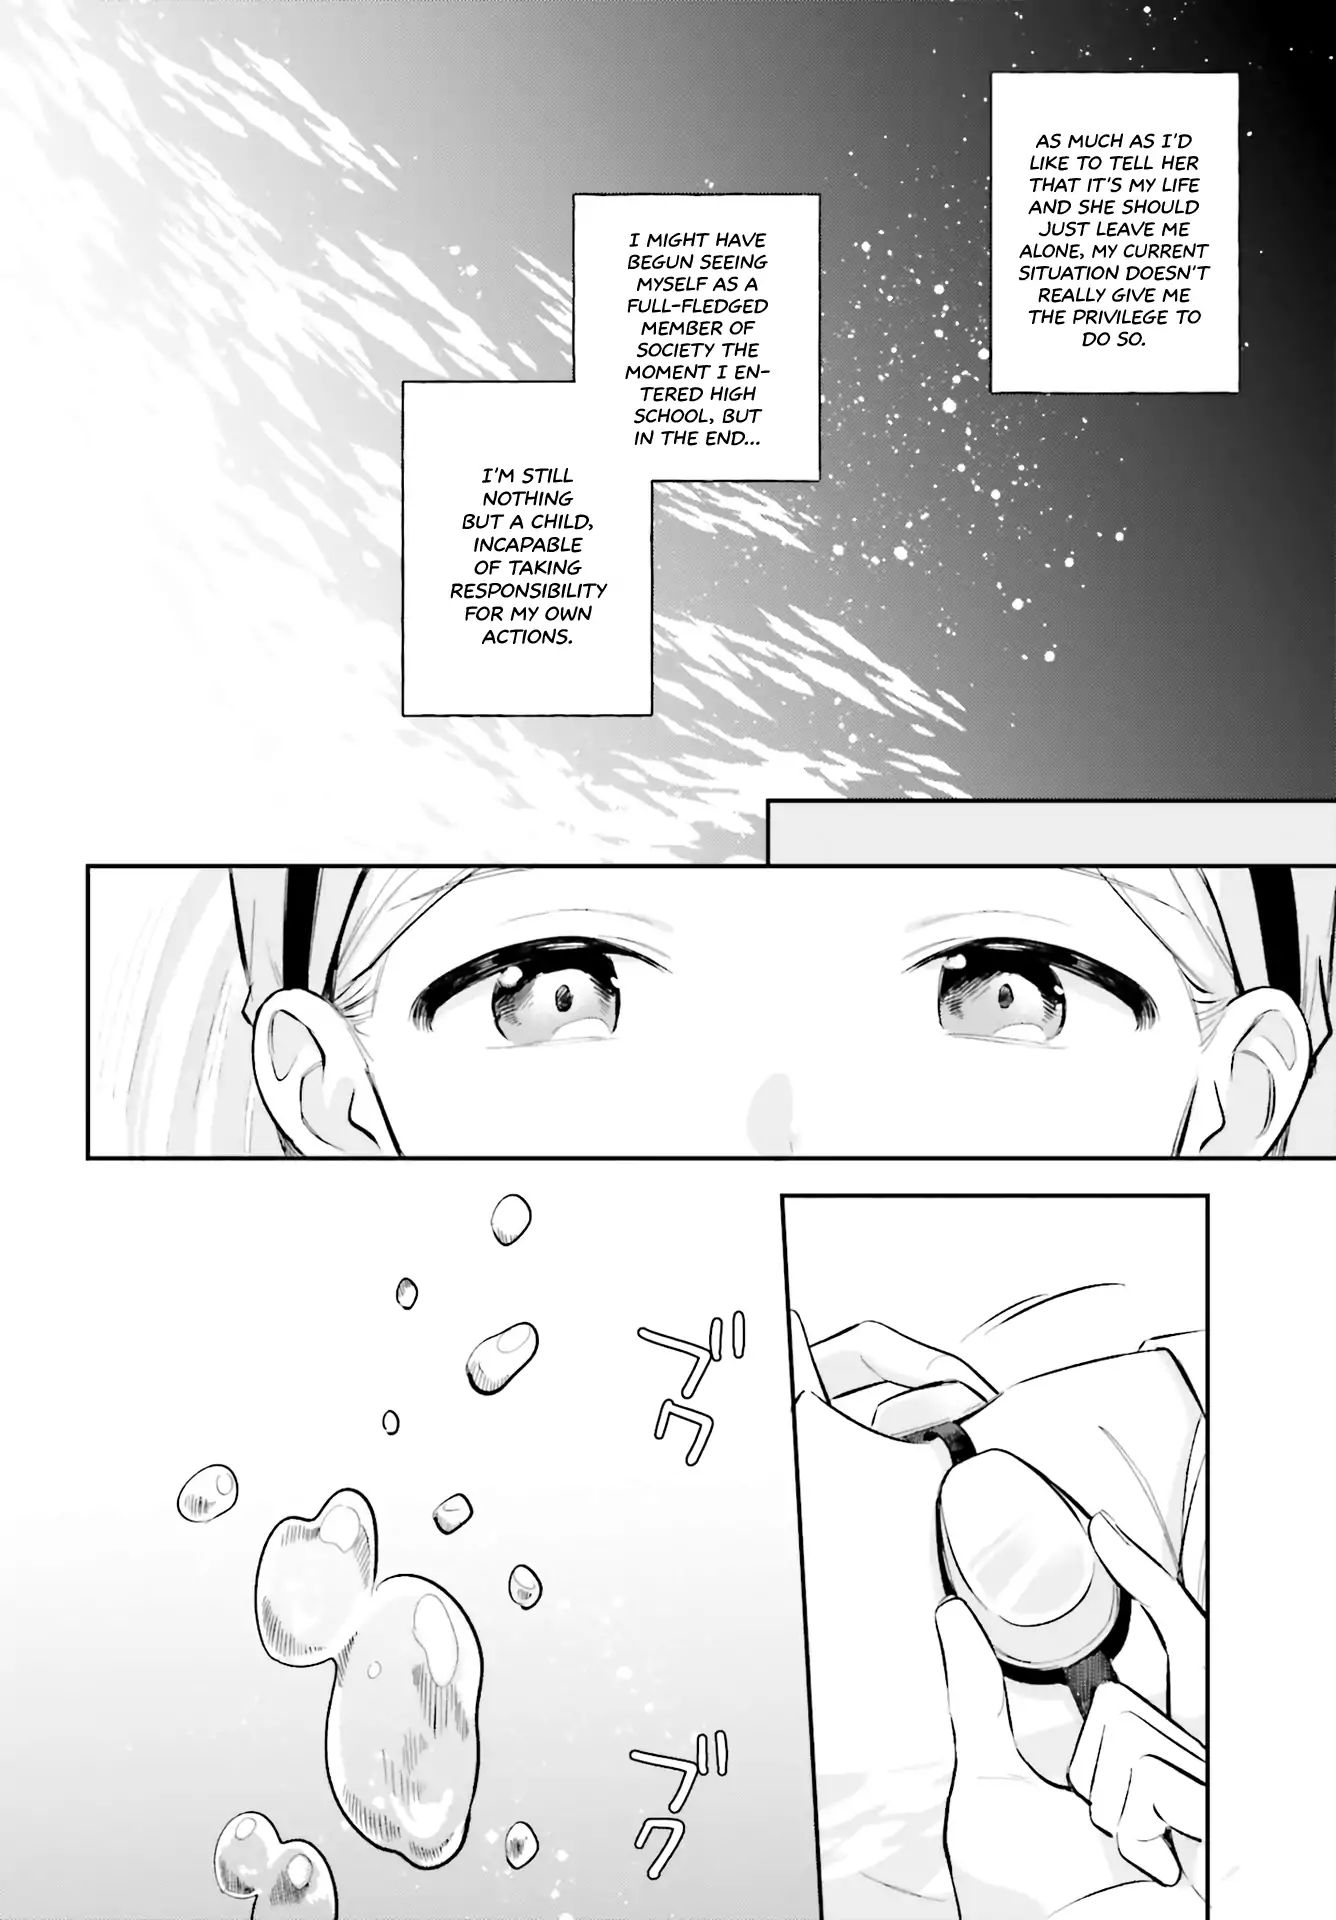 AS MUCH AS I'D
LIKE TO TELL HER
THAT IT'S MY LIFE
AND SHE SHOULD
JUST LEAVE ME
ALONE, MY CURRENT
SITUATION DOESN'T
REALLY GIVE ME
THE PRIVILEGE TO
DO SO.
I MIGHT HAVE
BEGUN SEEING
MYSELF AS A
FULL-FLEDGED
MEMBER OF
SOCIETY THE
MOMENT I EN-
TERED HIGH
SCHOOL, BUT
IN THE END...
I'M STILL
NOTHING
BUT A CHILD,
INCAPABLE
OF TAKING
RESPONSIBILITY
FOR MY OWN
ACTIONS.
ブク
ブク